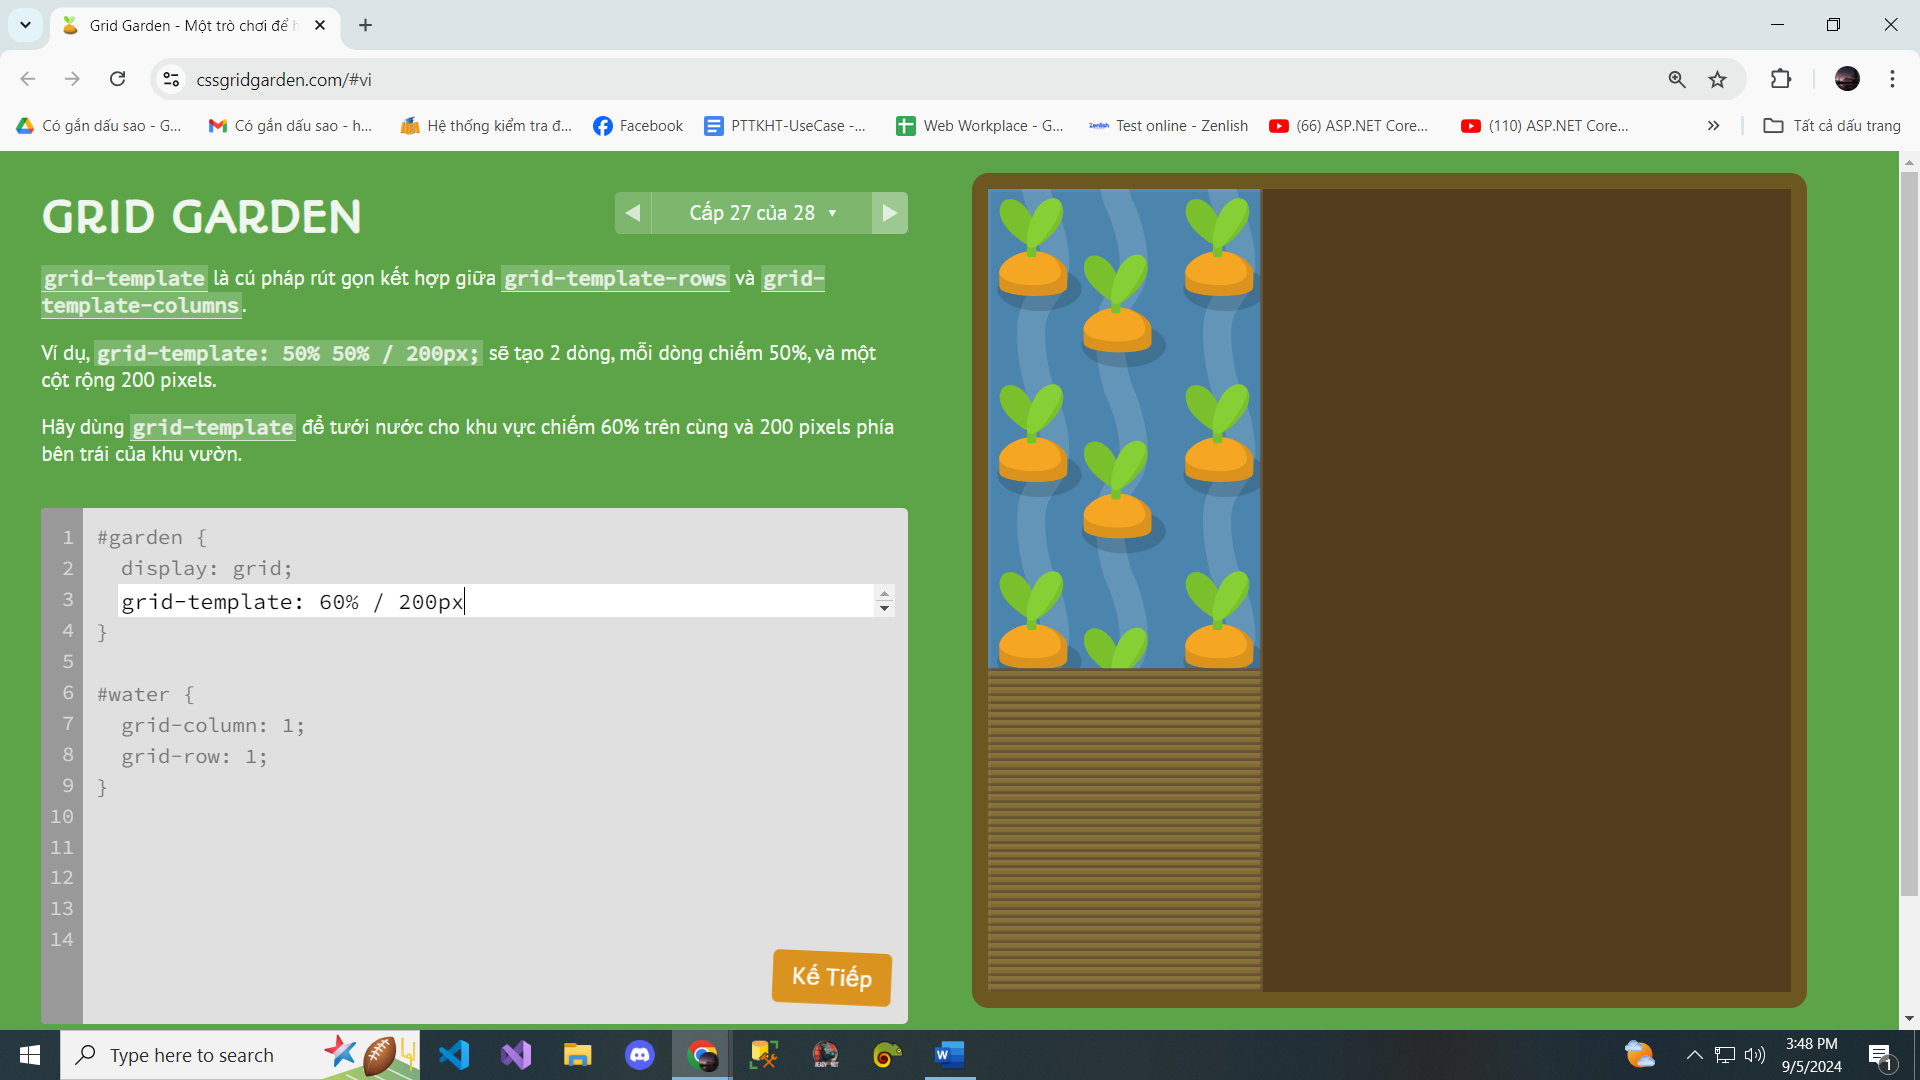 Grid Garden - Một trò chơi để h
cssgridgarden.com/#vi
Có gắn dấu sao - G...
Có gắn dấu sao - h...
Hệ thống kiểm tra đ...
Facebook
PTTKHT-UseCase -...
Web Workplace - G...
Zenlish
Test online - Zenlish
(66) ASP.NET Core...
(110) ASP.NET Core...
Tất cả dấu trang
GRID GARDEN
Cấp 27 của 28
grid-template là cú pháp rút gọn kết hợp giữa grid-template-rows và grid-
template-columns.
Ví dụ, grid-template: 50% 50% / 200px; sẽ tạo 2 dòng, mỗi dòng chiếm 50%, và một
cột rộng 200 pixels.
Hãy dùng grid-template để tưới nước cho khu vực chiếm 60% trên cùng và 200 pixels phía
bên trái của khu vườn.
1 #garden {
2 display: grid;
3 grid-template: 60% / 200px
4 }
5
6 #water {
7 grid-column: 1;
8 grid-row: 1;
9 }
10
11
12
13
14
Kế Tiếp
Type here to search
READY OR NOT
W
3:48 PM
9/5/2024
1